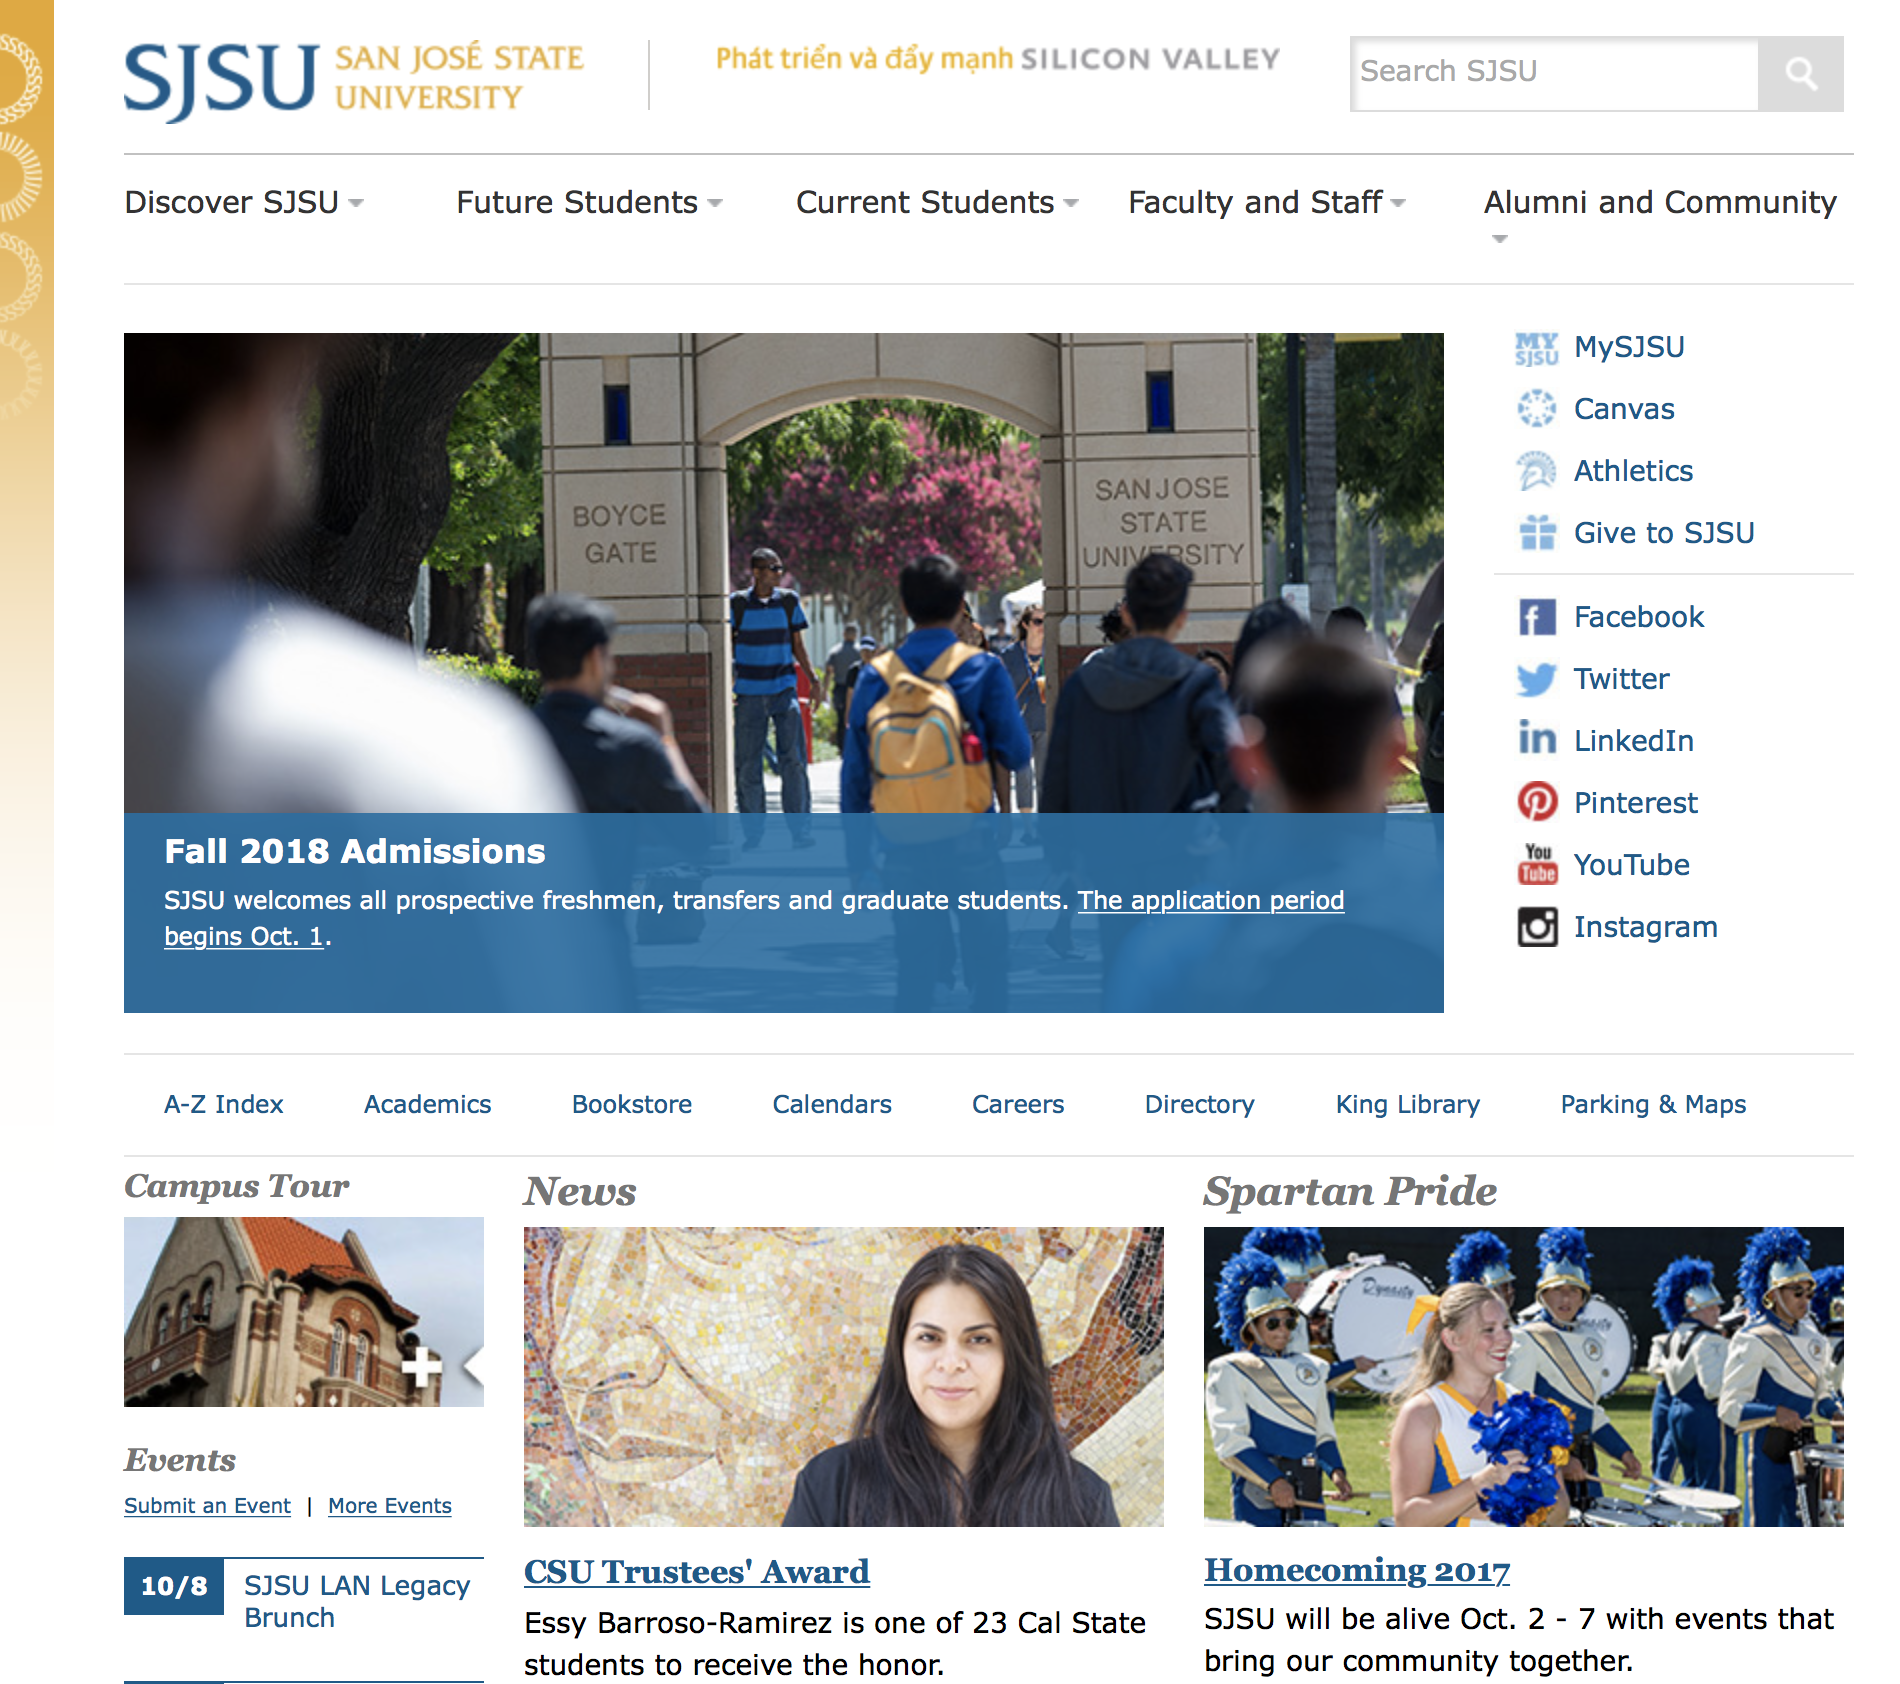 SJSU SAN JOSÉ STATE
UNIVERSITY
Phát triển và đẩy mạnh SILICON VALLEY
Search SJSU
Discover SJSU
Future Students
Current Students
Faculty and Staff
Alumni and Community
BOYCE
GATE
SAN JOSE
STATE
UNIVERSITY
Fall 2018 Admissions
SJSU welcomes all prospective freshmen, transfers and graduate students. The application period
begins Oct. 1.
MY
SJSU
MySJSU
Canvas
Athletics
Give to SJSU
f
Facebook
Twitter
in
LinkedIn
Pinterest
You
Tube
YouTube
Instagram
A-Z Index
Academics
Bookstore
Calendars
Careers
Directory
King Library
Parking & Maps
Campus Tour
Events
Submit an Event | More Events
10/8
SJSU LAN Legacy
Brunch
News
CSU Trustees' Award
Essy Barroso-Ramirez is one of 23 Cal State
students to receive the honor.
Spartan Pride
Dynasty
Homecoming 2017
SJSU will be alive Oct. 2 - 7 with events that
bring our community together.